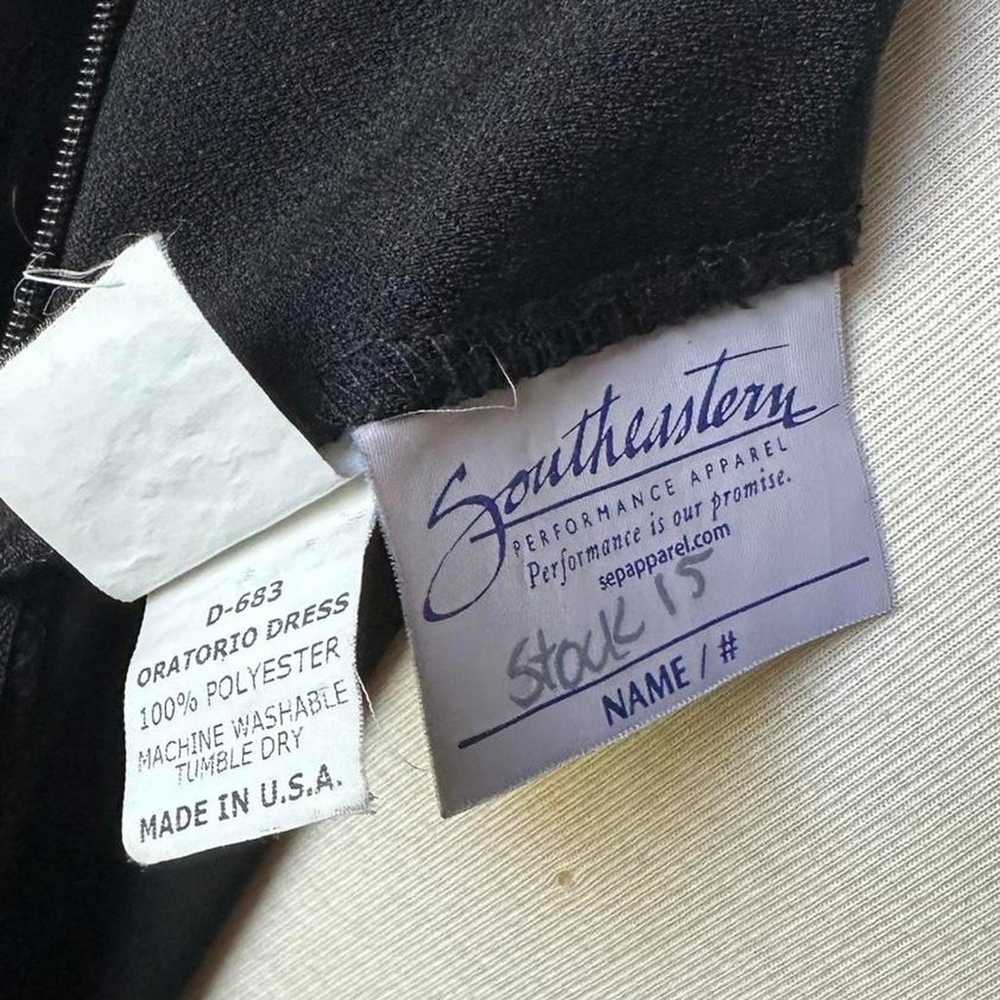 Southeastern
PERFORMANCE APPAREL
Performance is our promise.
sepapparel.com
Stock 15
NAME / #
D-683
ORATORIO DRESS
100% POLYESTER
MACHINE WASHABLE
TUMBLE DRY
MADE IN U.S.A.